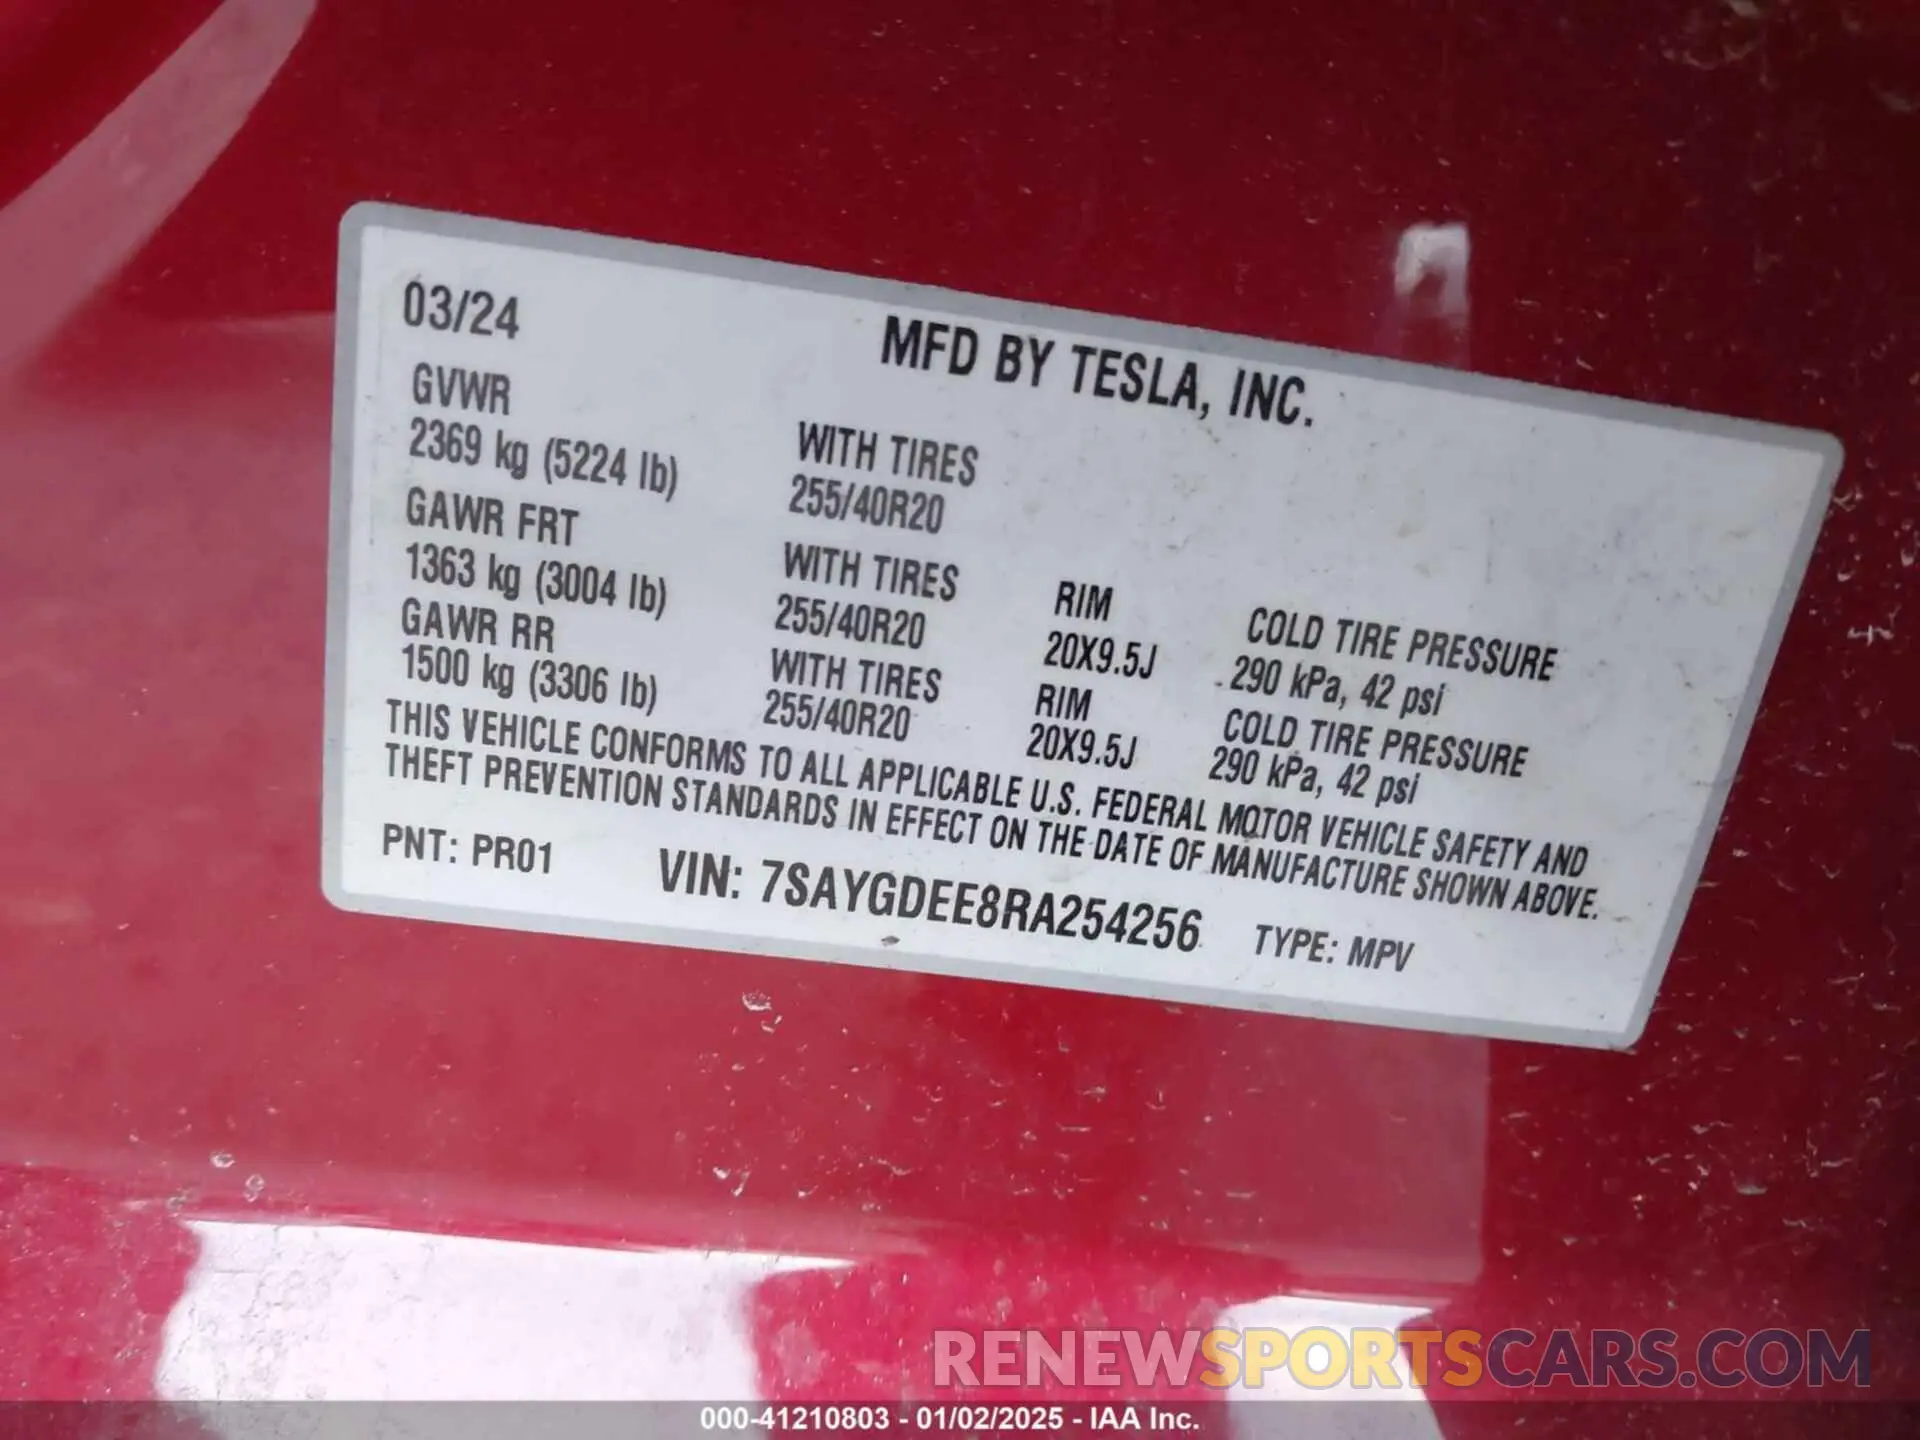 03/24
MFD BY TESLA, INC.
GVWR
2369 kg (5224 lb)
WITH TIRES
255/40R20
GAWR FRT
1363 kg (3004 lb)
WITH TIRES
255/40R20
RIM
20X9.5J
COLD TIRE PRESSURE
290 kPa, 42 psi
GAWR RR
1500 kg (3306 lb)
WITH TIRES
255/40R20
RIM
20X9.5J
COLD TIRE PRESSURE
290 kPa, 42 psi
THIS VEHICLE CONFORMS TO ALL APPLICABLE U.S. FEDERAL MOTOR VEHICLE SAFETY AND
THEFT PREVENTION STANDARDS IN EFFECT ON THE DATE OF MANUFACTURE SHOWN ABOVE.
PNT: PR01 VIN: 7SAYGDEE8RA254256 TYPE: MPV
RENEWSPORTSCARS.COM
000-41210803 - 01/02/2025 - IAA Inc.